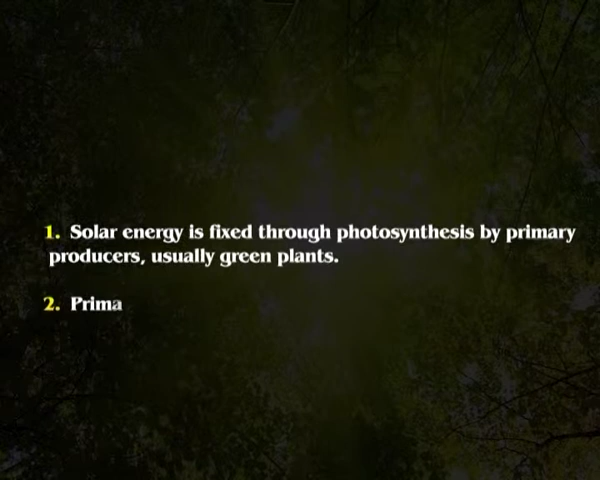 1. Solar energy is fixed through photosynthesis by primary
producers, usually green plants.
2. Prima